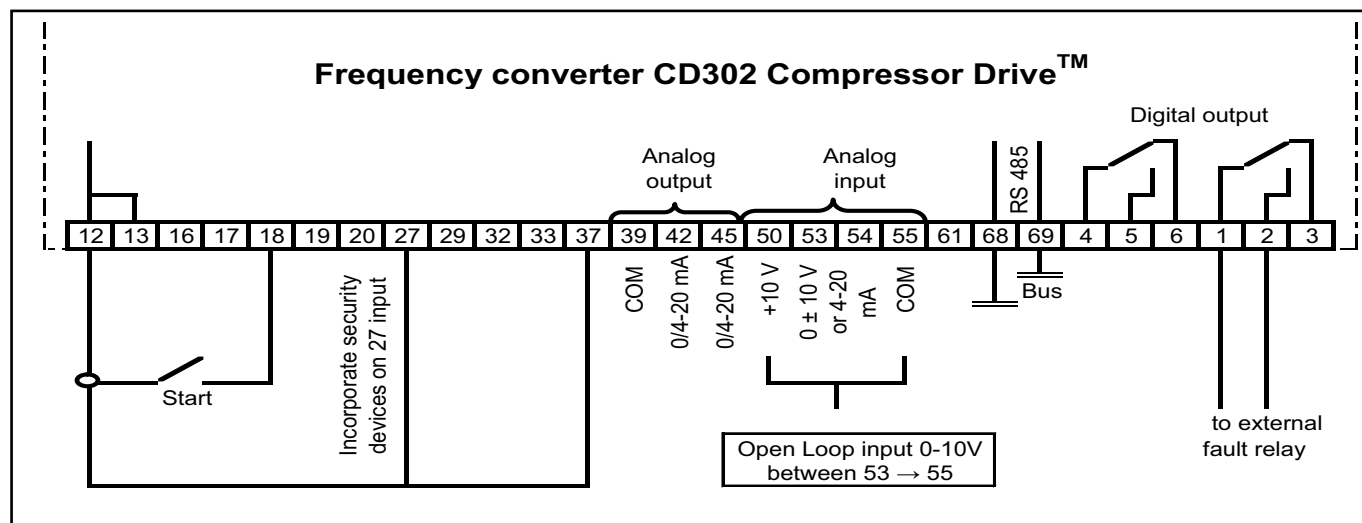 Frequency converter CD302 Compressor Drive™
Digital output
Analog
output
Analog
input
RS 485
12 13 16 17 18 19 20 27 29 32 33 37 39 42 45 50 53 54 55 61 68 69 4 5 6 1 2 3
COM
0/4-20 mA
0/4-20 mA
+10 V
0 ± 10 V
or 4-20
mA
COM
Bus
Incorporate security
devices on 27 input
Start
Open Loop input 0-10V
between 53 → 55
to external
fault relay